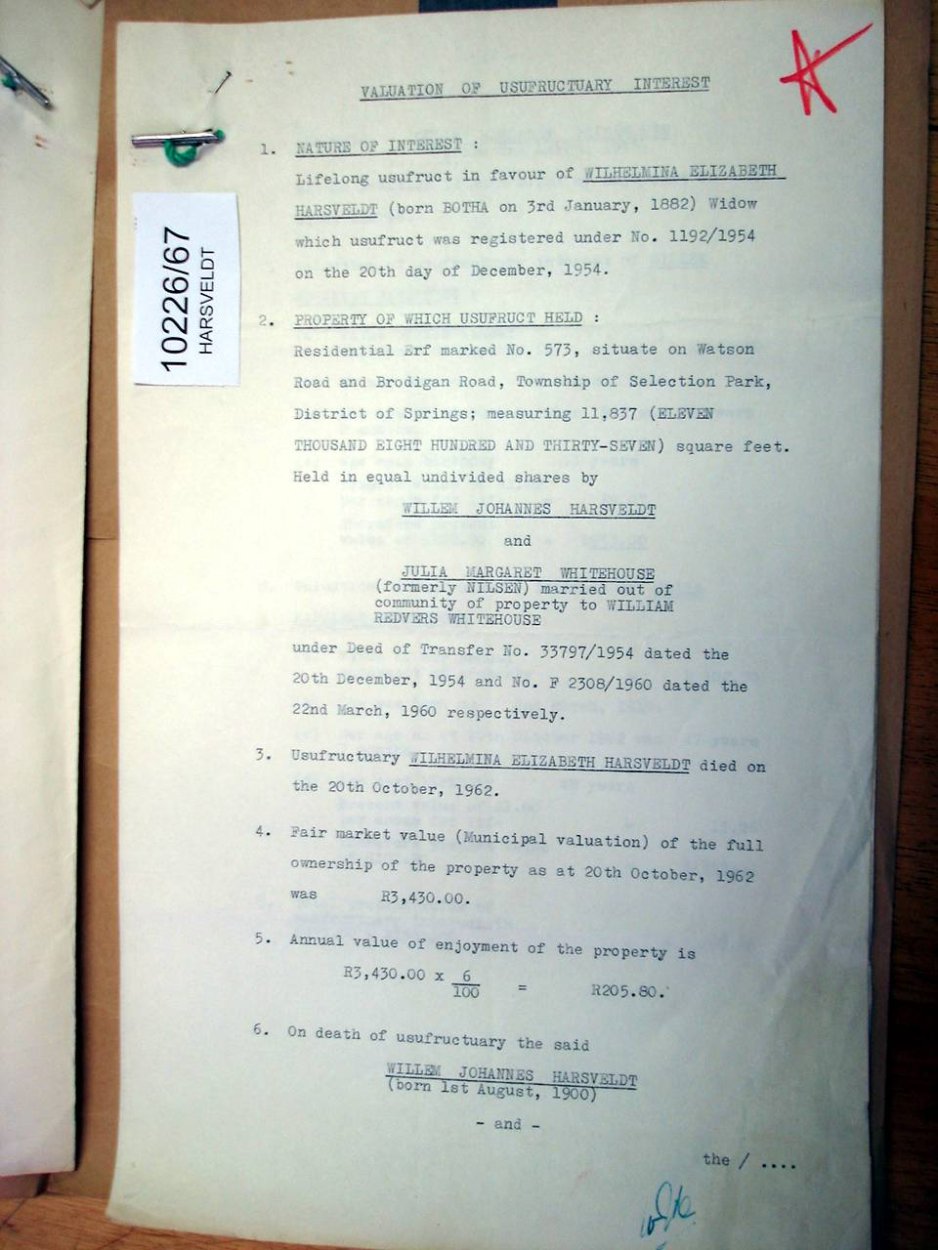 VALUATION OF USUFRUCTUARY INTEREST
10226/67
HARSVELDT
1. NATURE OF INTEREST :
Lifelong usufruct in favour of WILHELMINA ELIZABETH
HARSVELDT (born BOTHA on 3rd January, 1882) Widow
which usufruct was registered under No. 1192/1954
on the 20th day of December, 1954.
2. PROPERTY OF WHICH USUFRUCT HELD :
Residential Erf marked No. 573, situate on Watson
Road and Brodigan Road, Township of Selection Park,
District of Springs; measuring 11,837 (ELEVEN
THOUSAND EIGHT HUNDRED AND THIRTY-SEVEN) square feet.
Held in equal undivided shares by
WILLEM JOHANNES HARSVELDT
and
JULIA MARGARET WHITEHOUSE
(formerly NILSEN) married out of
community of property to WILLIAM
REDVERS WHITEHOUSE
under Deed of Transfer No. 33797/1954 dated the
20th December, 1954 and No. F 2308/1960 dated the
22nd March, 1960 respectively.
3. Usufructuary WILHELMINA ELIZABETH HARSVELDT died on
the 20th October, 1962.
4. Fair market value (Municipal valuation) of the full
ownership of the property as at 20th October, 1962
was R3,430.00.
5. Annual value of enjoyment of the property is
R3,430.00 x 6/100 = R205.80.
6. On death of usufructuary the said
WILLEM JOHANNES HARSVELDT
(born 1st August, 1900)
- and -
the / ....